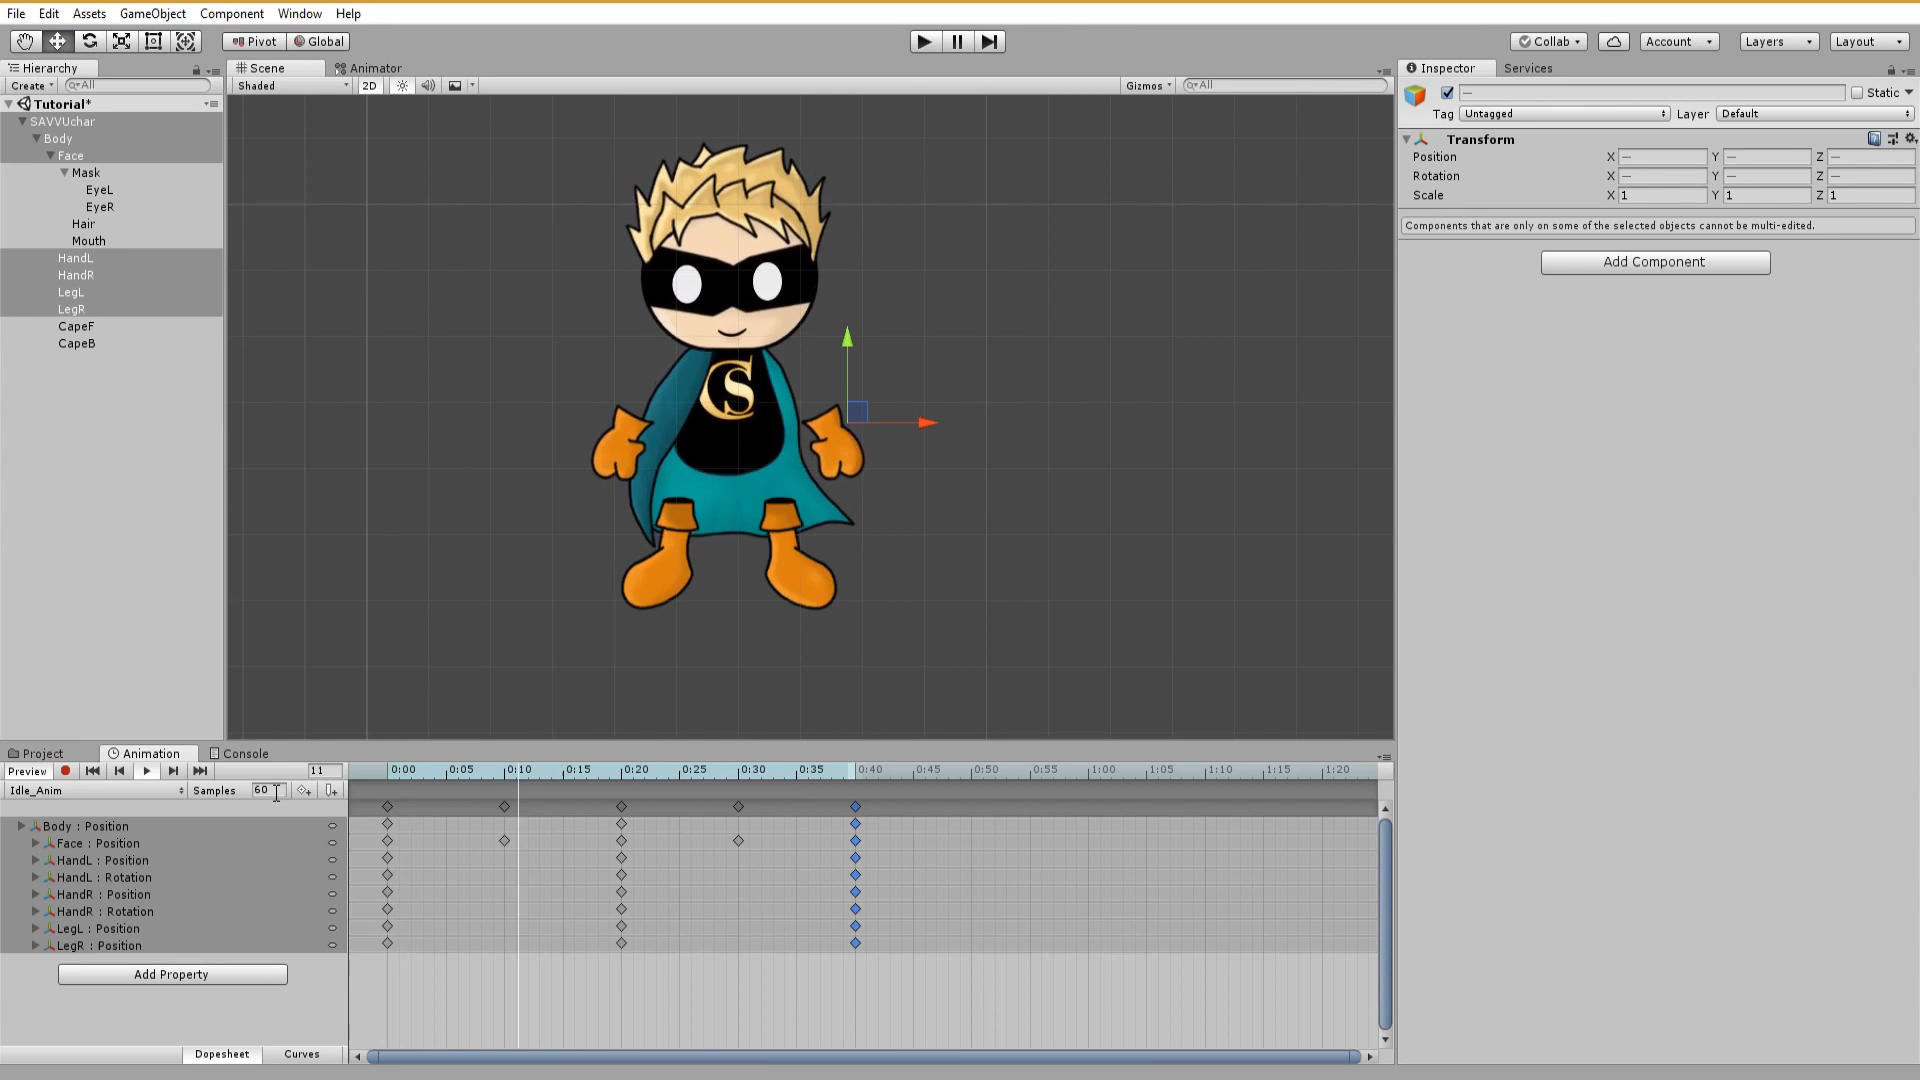 File Edit Assets GameObject Component Window Help
Pivot Global Collab Account Layers Layout
Hierarchy
Create All
Tutorial*
SAVVUchar
Body
Face
Mask
EyeL
EyeR
Hair
Mouth
HandL
HandR
LegL
LegR
CapeF
CapeB
Scene Animator
Shaded 2D Gizmos All
CS
Inspector Services
— Static
Tag Untagged Layer Default
Transform
Position X — Y — Z —
Rotation X — Y — Z —
Scale X 1 Y 1 Z 1
Components that are only on some of the selected objects cannot be multi-edited.
Add Component
Project Animation Console
Preview 11 0:00 0:05 0:10 0:15 0:20 0:25 0:30 0:35 0:40 0:45 0:50 0:55 1:00 1:05 1:10 1:15 1:20
Idle_Anim Samples 60
Body : Position
Face : Position
HandL : Position
HandL : Rotation
HandR : Position
HandR : Rotation
LegL : Position
LegR : Position
Add Property
Dopesheet Curves